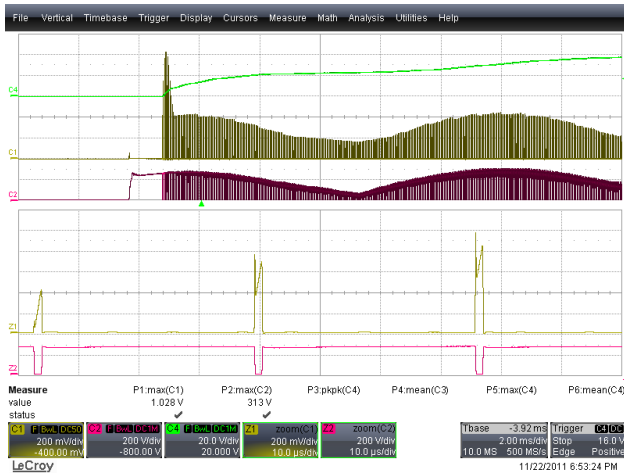 File Vertical Timebase Trigger Display Cursors Measure Math Analysis Utilities Help
C4
C1
C2
Z1
Z2
Measure P1:max(C1) P2:max(C2) P3:pkpk(C4) P4:mean(C4) P5:max(C4) P6:mean(C4)
value 1.028 V 313 V
status ✓ ✓
C1 F BwL DC50 C2 F BwL DC1M C4 F BwL DC1M Z1 zoom(C1) Z2 zoom(C2) Tbase -3.92 ms Trigger C4 DC
200 mV/div 200 V/div 20.0 V/div 200 mV/div 200 V/div 2.00 ms/div Stop 16.0 V
-400.00 mV -800.00 V 20.000 V 10.0 µs/div 10.0 µs/div 10.0 MS 500 MS/s Edge Positive
LeCroy 11/22/2011 6:53:24 PM